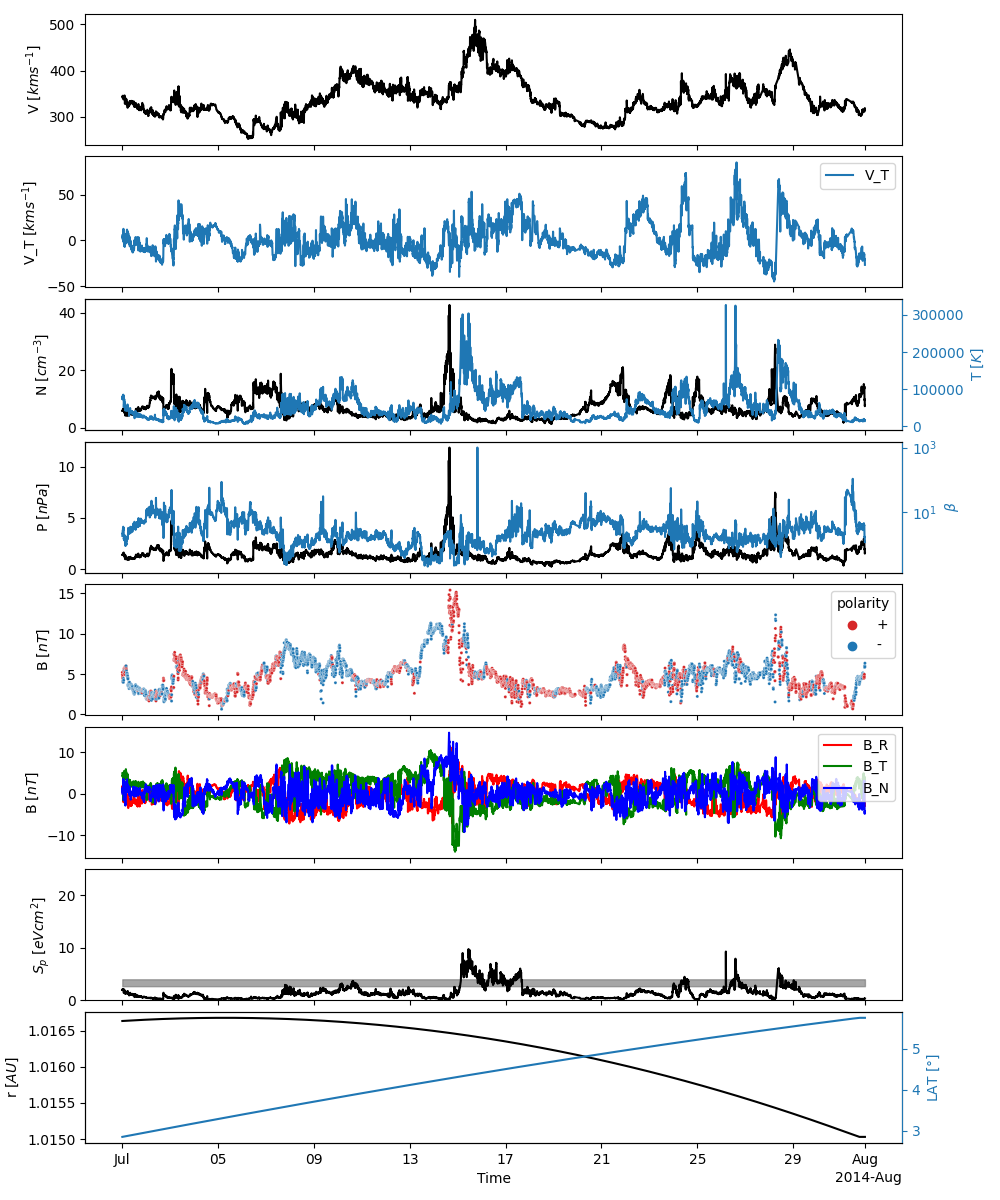 V [kms⁻¹]
500
400
300
V_T [kms⁻¹]
50
0
−50
V_T
N [cm⁻³]
40
20
0
300000
200000
100000
0
T [K]
P [nPa]
10
5
0
10³
10¹
β
B [nT]
15
10
5
0
polarity
+
-
B [nT]
10
0
−10
B_R
B_T
B_N
Sₚ [eVcm²]
20
10
0
r [AU]
1.0165
1.0160
1.0155
1.0150
5
4
3
LAT [°]
Jul 05 09 13 17 21 25 29 Aug
Time
2014-Aug